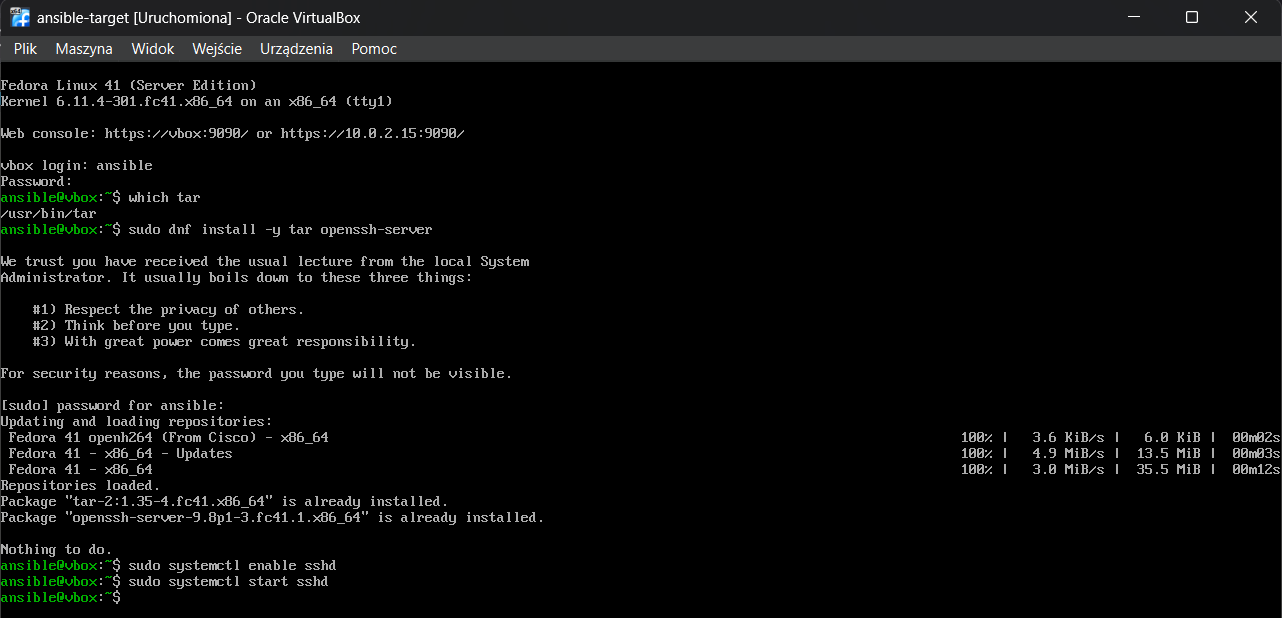 ansible-target [Uruchomiona] - Oracle VirtualBox
Plik Maszyna Widok Wejście Urządzenia Pomoc
Fedora Linux 41 (Server Edition)
Kernel 6.11.4-301.fc41.x86_64 on an x86_64 (tty1)
Web console: https://vbox:9090/ or https://10.0.2.15:9090/
vbox login: ansible
Password:
ansible@vbox:~$ which tar
/usr/bin/tar
ansible@vbox:~$ sudo dnf install -y tar openssh-server
We trust you have received the usual lecture from the local System
Administrator. It usually boils down to these three things:
#1) Respect the privacy of others.
#2) Think before you type.
#3) With great power comes great responsibility.
For security reasons, the password you type will not be visible.
[sudo] password for ansible:
Updating and loading repositories:
Fedora 41 openh264 (From Cisco) - x86_64 100% | 3.6 KiB/s | 6.0 KiB | 00m02s
Fedora 41 - x86_64 - Updates 100% | 4.9 MiB/s | 13.5 MiB | 00m03s
Fedora 41 - x86_64 100% | 3.0 MiB/s | 35.5 MiB | 00m12s
Repositories loaded.
Package "tar-2:1.35-4.fc41.x86_64" is already installed.
Package "openssh-server-9.8p1-3.fc41.1.x86_64" is already installed.
Nothing to do.
ansible@vbox:~$ sudo systemctl enable sshd
ansible@vbox:~$ sudo systemctl start sshd
ansible@vbox:~$